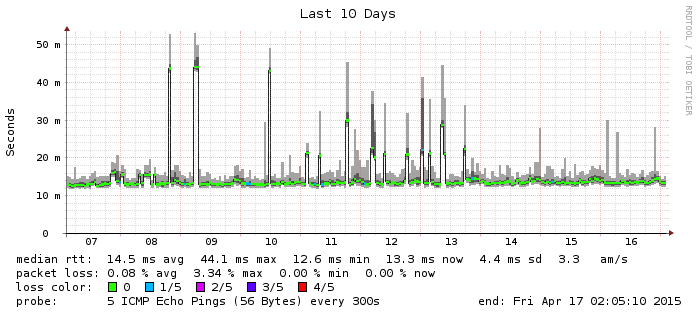 Last 10 Days
RRDTOOL / TOBI OETIKER
Seconds
50 m
40 m
30 m
20 m
10 m
0
07 08 09 10 11 12 13 14 15 16
median rtt: 14.5 ms avg 44.1 ms max 12.6 ms min 13.3 ms now 4.4 ms sd 3.3 am/s
packet loss: 0.08 % avg 3.34 % max 0.00 % min 0.00 % now
loss color: 0 1/5 2/5 3/5 4/5
probe: 5 ICMP Echo Pings (56 Bytes) every 300s end: Fri Apr 17 02:05:10 2015